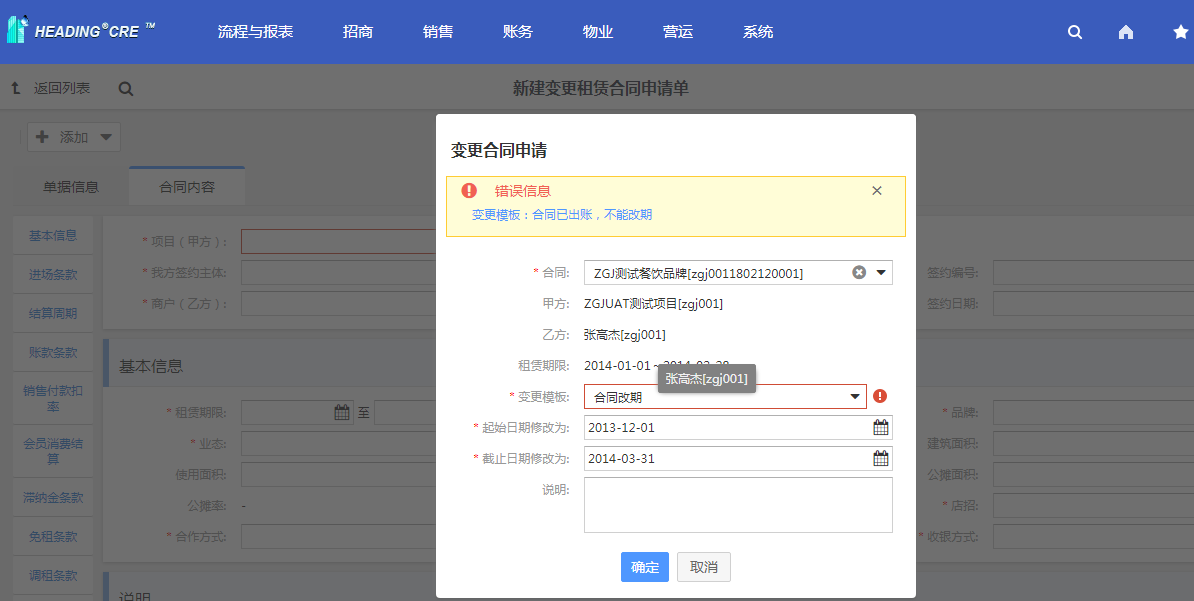 HEADING®CRE ™
流程与报表 招商 销售 账务 物业 营运 系统
返回列表
新建变更租赁合同申请单
添加
单据信息 合同内容
基本信息
进场条款
结算周期
账款条款
销售付款扣率
会员消费结算
滞纳金条款
免租条款
调租条款
* 项目（甲方）:
* 我方签约主体:
* 商户（乙方）:
签约编号:
签约日期:
基本信息
* 租赁期限: 至
* 业态:
使用面积:
公摊率: -
* 合作方式:
* 品牌:
建筑面积:
公摊面积:
* 店招:
* 收银方式:
说明
变更合同申请
错误信息
变更模板：合同已出账，不能改期
* 合同: ZGJ测试餐饮品牌[zgj0011802120001]
甲方: ZGJUAT测试项目[zgj001]
乙方: 张高杰[zgj001]
租赁期限: 2014-01-01~
张高杰[zgj001]
* 变更模板: 合同改期
* 起始日期修改为: 2013-12-01
* 截止日期修改为: 2014-03-31
说明:
确定 取消